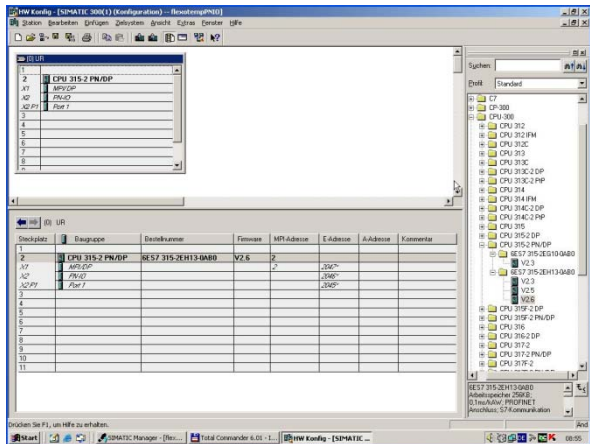 HW Konfig - [SIMATIC 300(1) (Konfiguration) -- flexotempPNIO]
Station Bearbeiten Einfügen Zielsystem Ansicht Extras Fenster Hilfe
(0) UR
1
2 CPU 315-2 PN/DP
X1 MPI/DP
X2 PN-IO
X2 P1 Port 1
3
4
5
6
7
8
Suchen:
Profil: Standard
C7
CP-300
CPU-300
CPU 312
CPU 312 IFM
CPU 312C
CPU 313
CPU 313C
CPU 313C-2 DP
CPU 313C-2 PtP
CPU 314
CPU 314 IFM
CPU 314C-2 DP
CPU 314C-2 PtP
CPU 315
CPU 315-2 DP
CPU 315-2 PN/DP
6ES7 315-2EG10-0AB0
V2.3
6ES7 315-2EH13-0AB0
V2.3
V2.5
V2.6
CPU 315F-2 DP
CPU 315F-2 PN/DP
CPU 316
CPU 316-2 DP
CPU 317-2
CPU 317-2 PN/DP
CPU 317F-2
(0) UR
Steckplatz Baugruppe Bestellnummer Firmware MPI-Adresse E-Adresse A-Adresse Kommentar
1
2 CPU 315-2 PN/DP 6ES7 315-2EH13-0AB0 V2.6 2
X1 MPI/DP 2 2047*
X2 PN-IO 2046*
X2 P1 Port 1 2045*
3
4
5
6
7
8
9
10
11
6ES7 315-2EH13-0AB0
Arbeitsspeicher 256KB;
0,1ms/kAW; PROFINET
Anschluss; S7-Kommunikation
Drücken Sie F1, um Hilfe zu erhalten.
Änd
Start
SIMATIC Manager - [flex...
Total Commander 6.01 - ...
HW Konfig - [SIMATIC ...
08:55